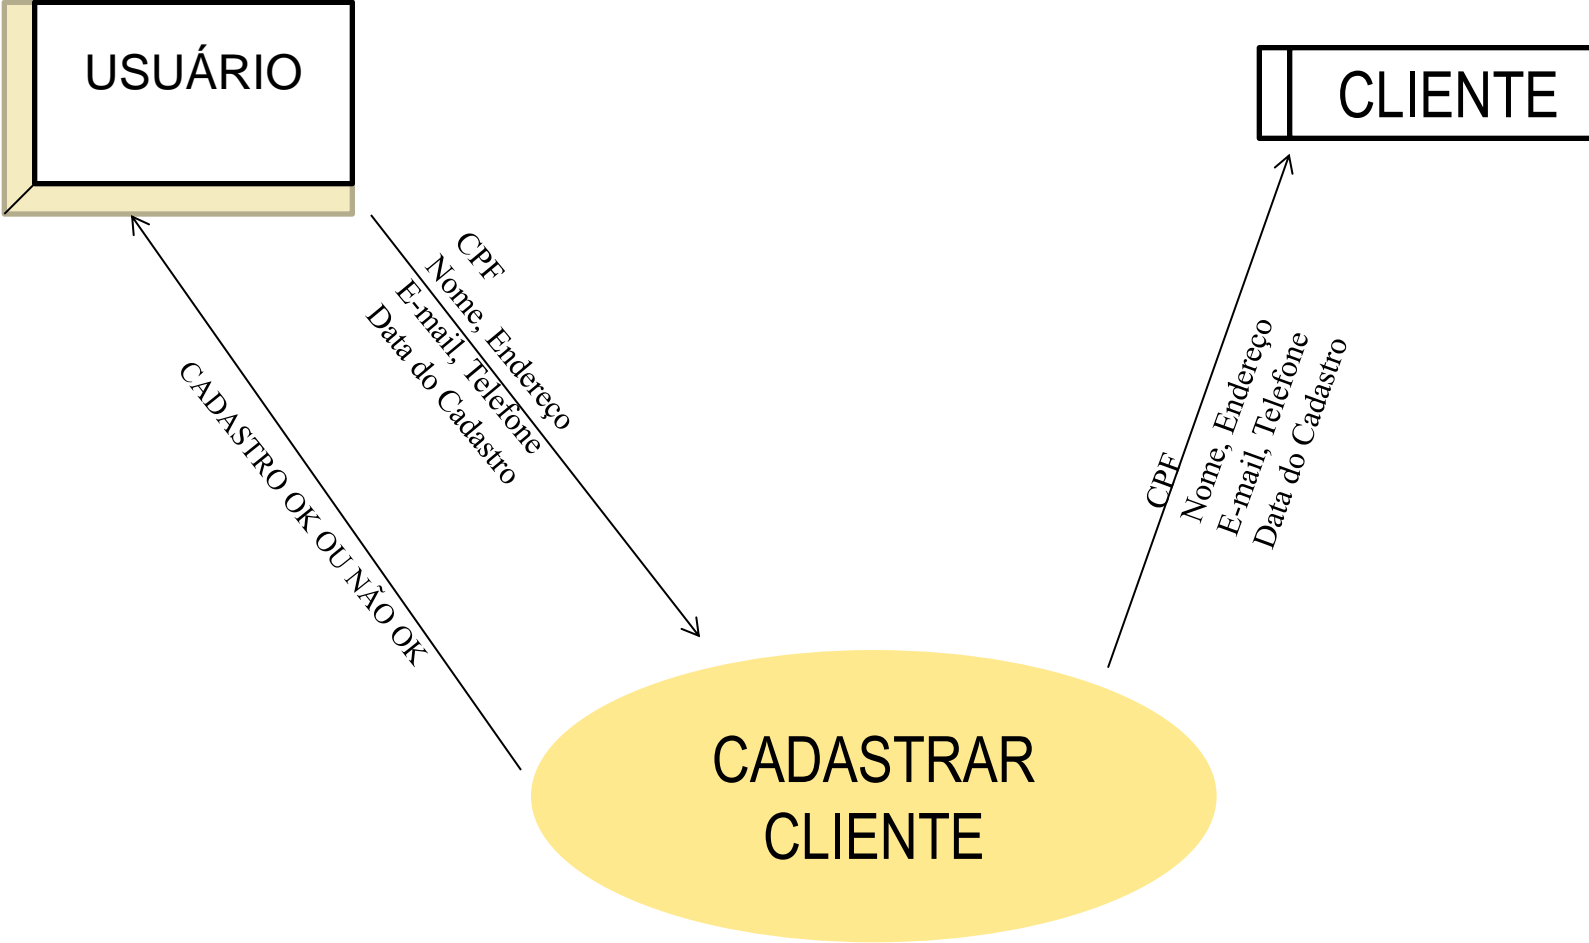 USUÁRIO
CLIENTE
CPF
Nome, Endereço
E-mail, Telefone
Data do Cadastro
CADASTRO OK OU NÃO OK
CPF
Nome, Endereço
E-mail, Telefone
Data do Cadastro
CADASTRAR
CLIENTE